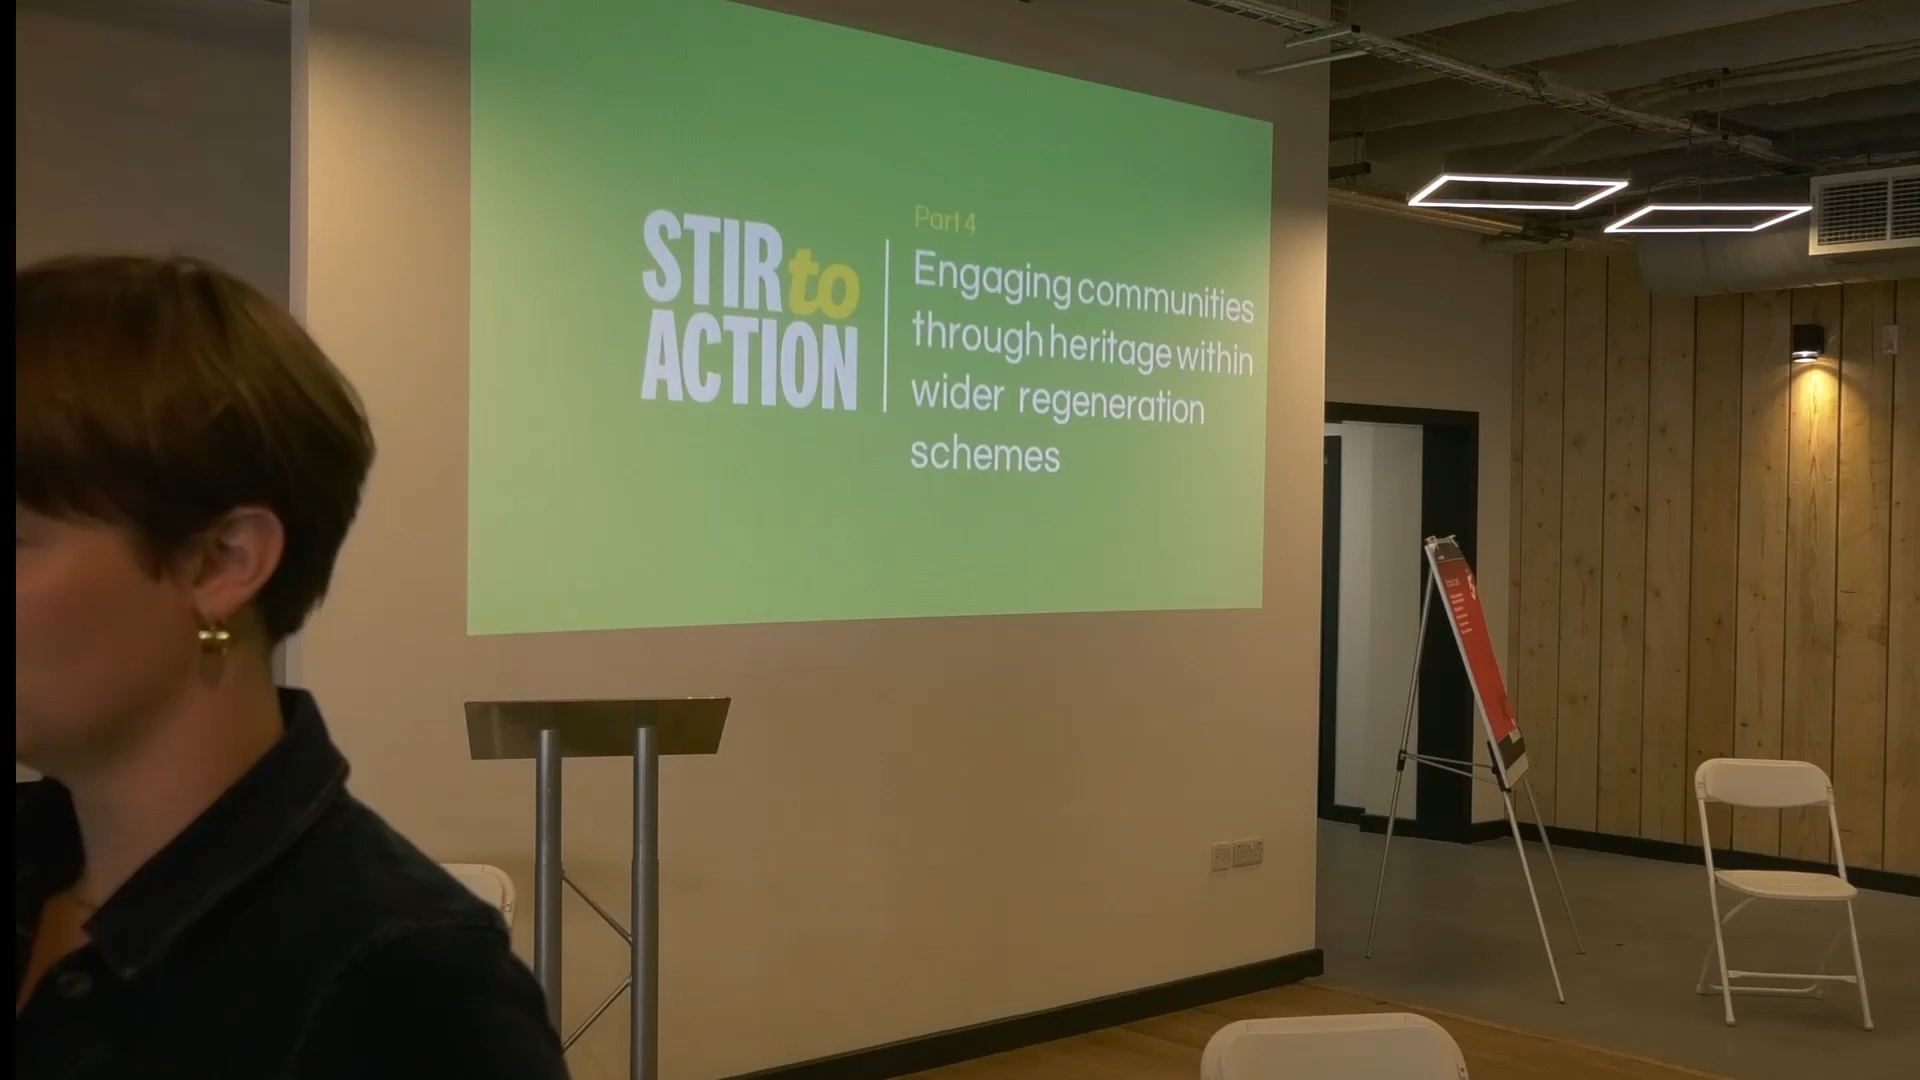 STIR to
ACTION
Part 4
Engaging communities
through heritage within
wider regeneration
schemes